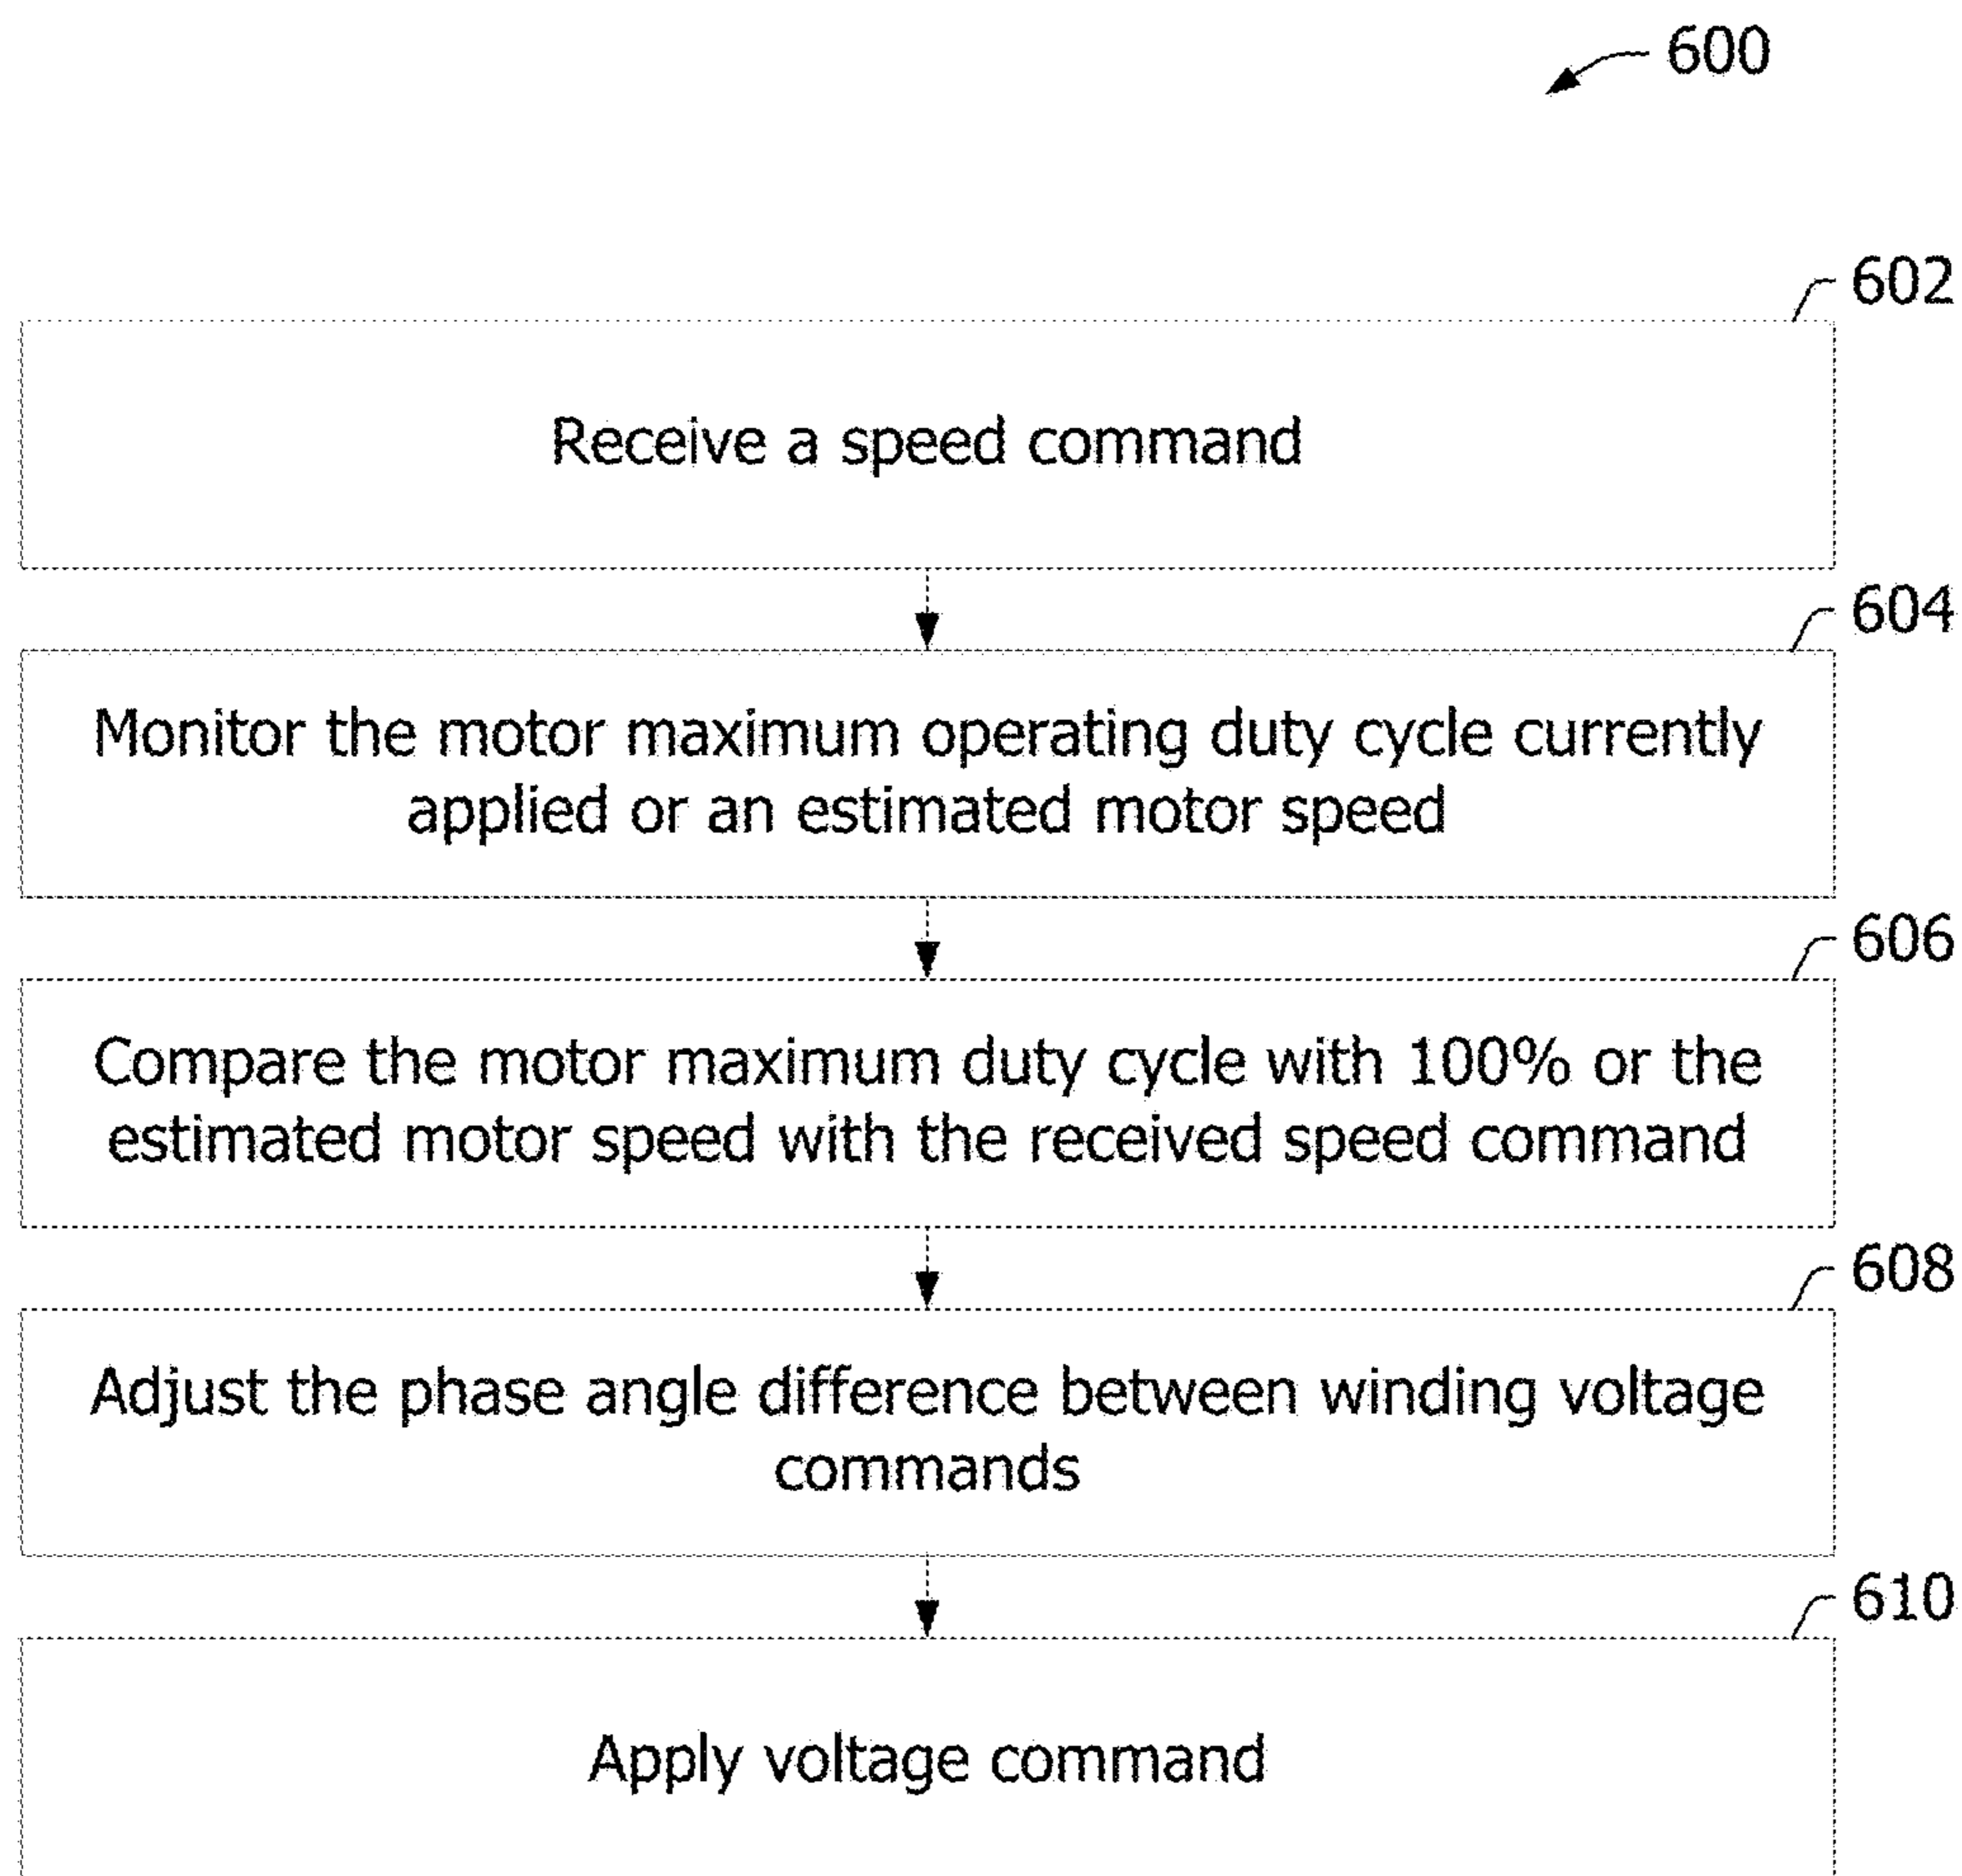 600
602
Receive a speed command
604
Monitor the motor maximum operating duty cycle currently
applied or an estimated motor speed
606
Compare the motor maximum duty cycle with 100% or the
estimated motor speed with the received speed command
608
Adjust the phase angle difference between winding voltage
commands
610
Apply voltage command